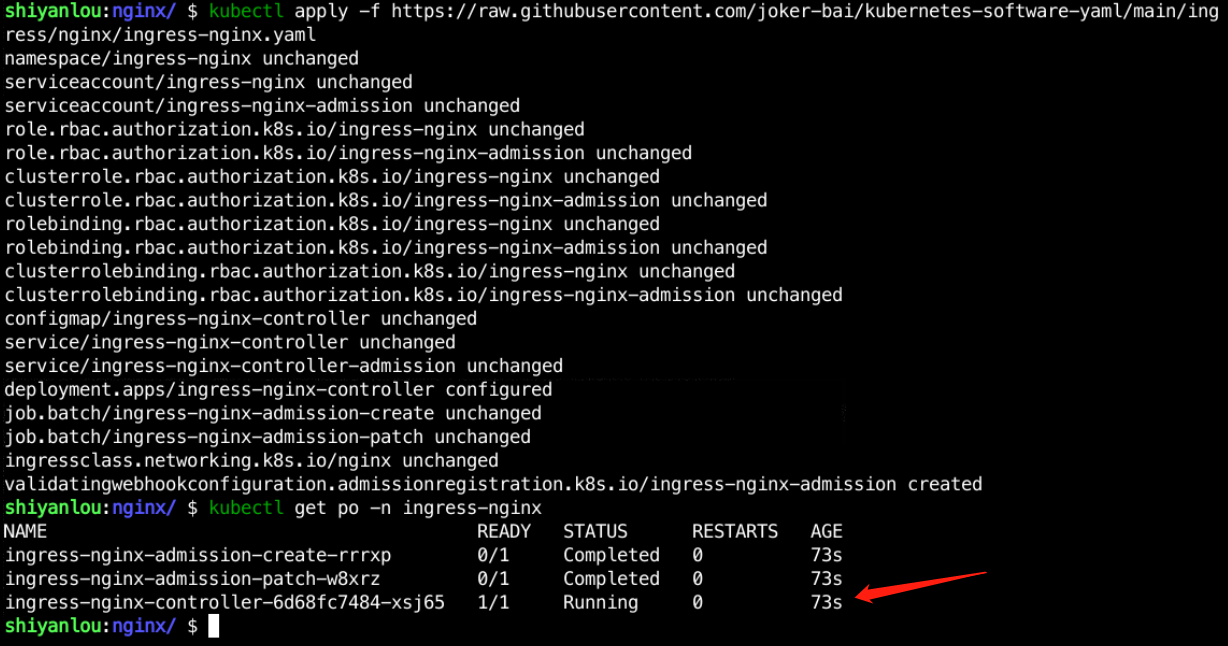 shiyanlou:nginx/ $ kubectl apply -f https://raw.githubusercontent.com/joker-bai/kubernetes-software-yaml/main/ing
ress/nginx/ingress-nginx.yaml
namespace/ingress-nginx unchanged
serviceaccount/ingress-nginx unchanged
serviceaccount/ingress-nginx-admission unchanged
role.rbac.authorization.k8s.io/ingress-nginx unchanged
role.rbac.authorization.k8s.io/ingress-nginx-admission unchanged
clusterrole.rbac.authorization.k8s.io/ingress-nginx unchanged
clusterrole.rbac.authorization.k8s.io/ingress-nginx-admission unchanged
rolebinding.rbac.authorization.k8s.io/ingress-nginx unchanged
rolebinding.rbac.authorization.k8s.io/ingress-nginx-admission unchanged
clusterrolebinding.rbac.authorization.k8s.io/ingress-nginx unchanged
clusterrolebinding.rbac.authorization.k8s.io/ingress-nginx-admission unchanged
configmap/ingress-nginx-controller unchanged
service/ingress-nginx-controller unchanged
service/ingress-nginx-controller-admission unchanged
deployment.apps/ingress-nginx-controller configured
job.batch/ingress-nginx-admission-create unchanged
job.batch/ingress-nginx-admission-patch unchanged
ingressclass.networking.k8s.io/nginx unchanged
validatingwebhookconfiguration.admissionregistration.k8s.io/ingress-nginx-admission created
shiyanlou:nginx/ $ kubectl get po -n ingress-nginx
NAME READY STATUS RESTARTS AGE
ingress-nginx-admission-create-rrrxp 0/1 Completed 0 73s
ingress-nginx-admission-patch-w8xrz 0/1 Completed 0 73s
ingress-nginx-controller-6d68fc7484-xsj65 1/1 Running 0 73s
shiyanlou:nginx/ $